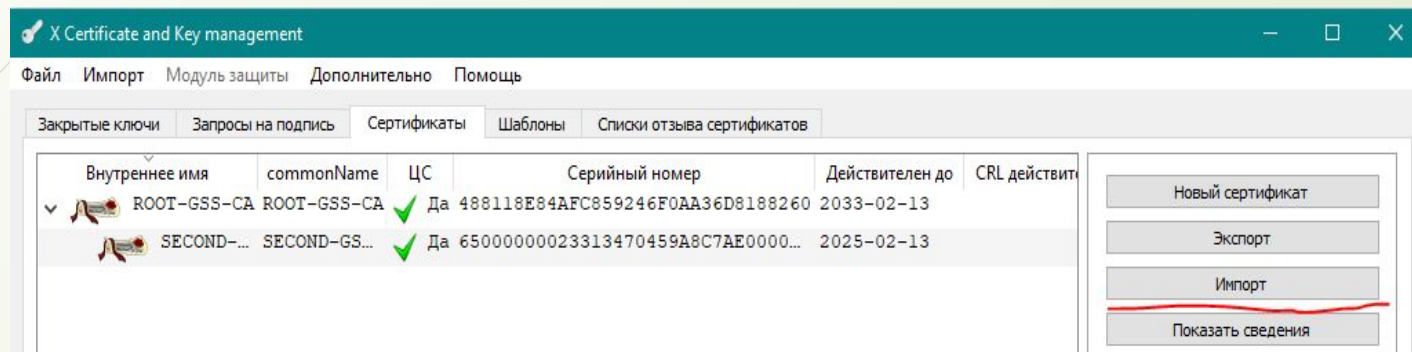 X Certificate and Key management
Файл Импорт Модуль защиты Дополнительно Помощь
Закрытые ключи Запросы на подпись Сертификаты Шаблоны Списки отзыва сертификатов
Внутреннее имя commonName ЦС Серийный номер Действителен до CRL действит
ROOT-GSS-CA ROOT-GSS-CA Да 488118E84AFC859246F0AA36D8188260 2033-02-13
SECOND-... SECOND-GS... Да 65000000023313470459A8C7AE0000... 2025-02-13
Новый сертификат
Экспорт
Импорт
Показать сведения